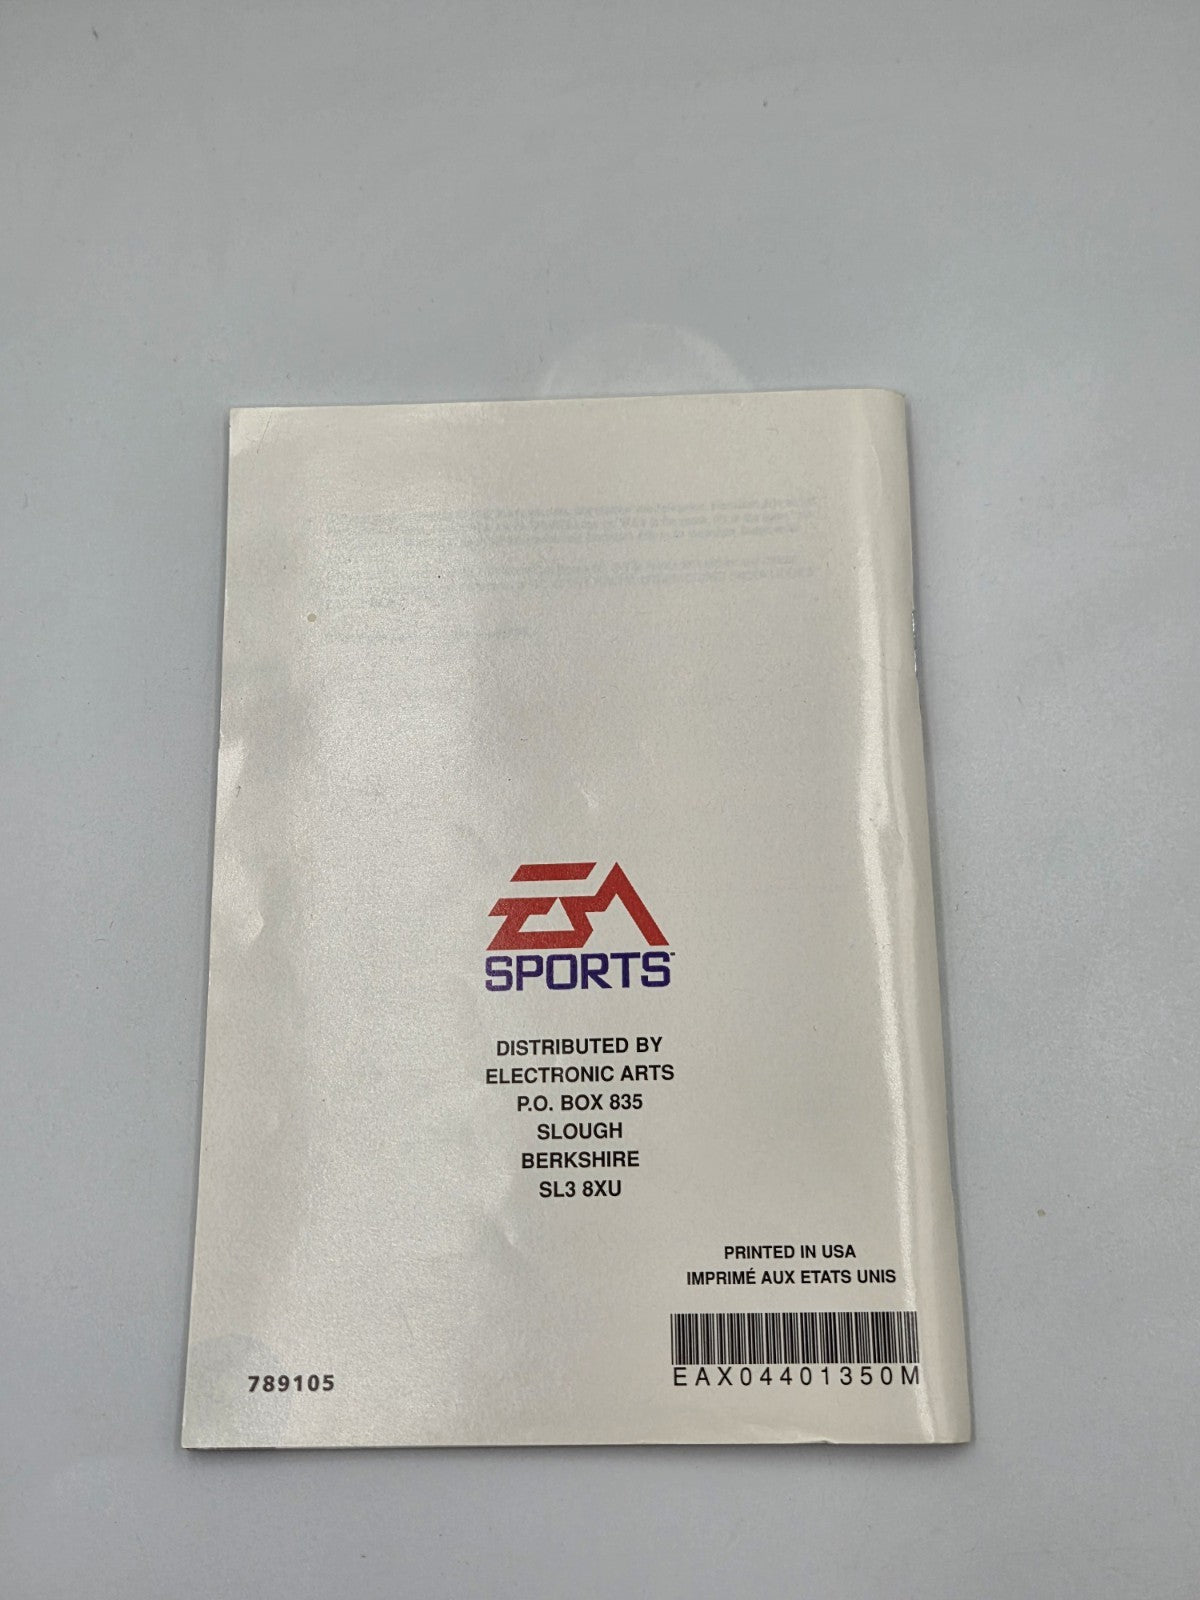 EA
SPORTS™
DISTRIBUTED BY
ELECTRONIC ARTS
P.O. BOX 835
SLOUGH
BERKSHIRE
SL3 8XU
PRINTED IN USA
IMPRIMÉ AUX ETATS UNIS
EAX04401350M
789105